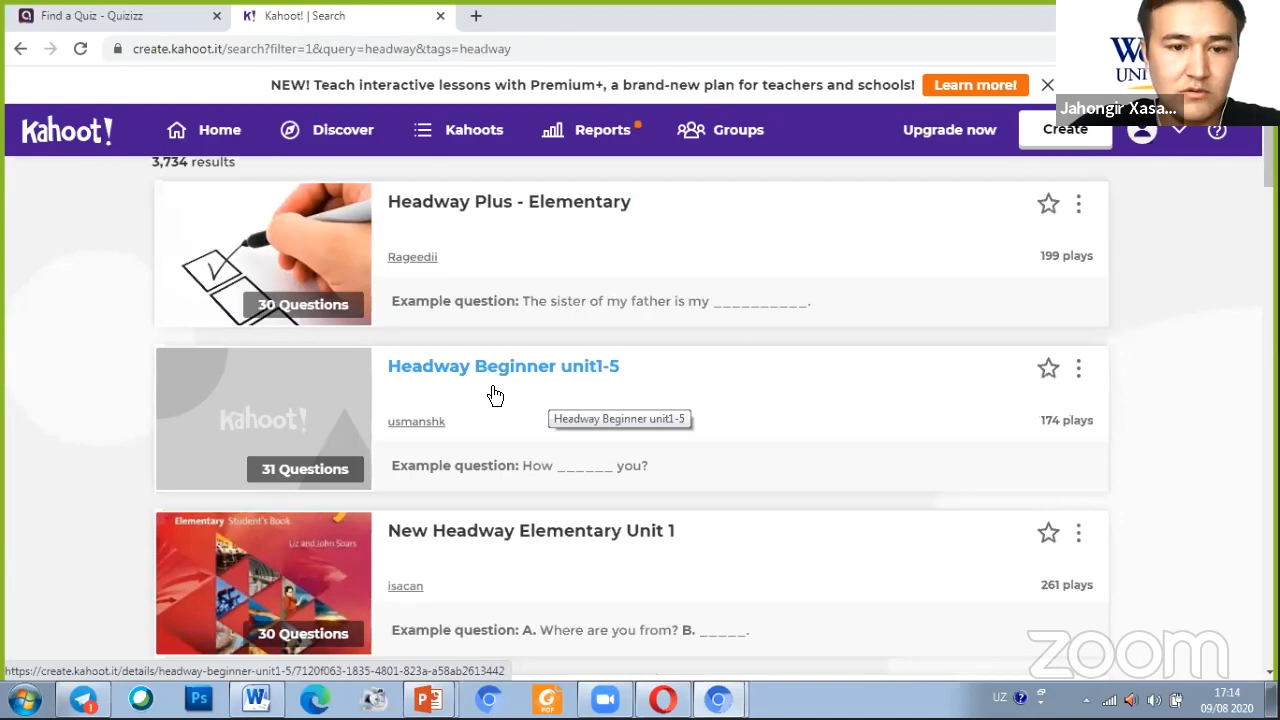 Find a Quiz - Quizizz
K! Kahoot! | Search
create.kahoot.it/search?filter=1&query=headway&tags=headway
NEW! Teach interactive lessons with Premium+, a brand-new plan for teachers and schools!
Learn more!
Jahongir Xasa...
Kahoot!
Home
Discover
Kahoots
Reports
Groups
Upgrade now
Create
3,734 results
Headway Plus - Elementary
Rageedii
199 plays
30 Questions
Example question: The sister of my father is my __________.
Headway Beginner unit1-5
usmanshk
Headway Beginner unit1-5
174 plays
Kahoot!
31 Questions
Example question: How ______ you?
Elementary Student's Book
Liz and John Soars
New Headway Elementary Unit 1
isacan
261 plays
30 Questions
Example question: A. Where are you from? B. _____.
zoom
https://create.kahoot.it/details/headway-beginner-unit1-5/7120f063-1835-4801-823a-a58ab2613442
Ps
PDF
UZ
17:14
09/08 2020